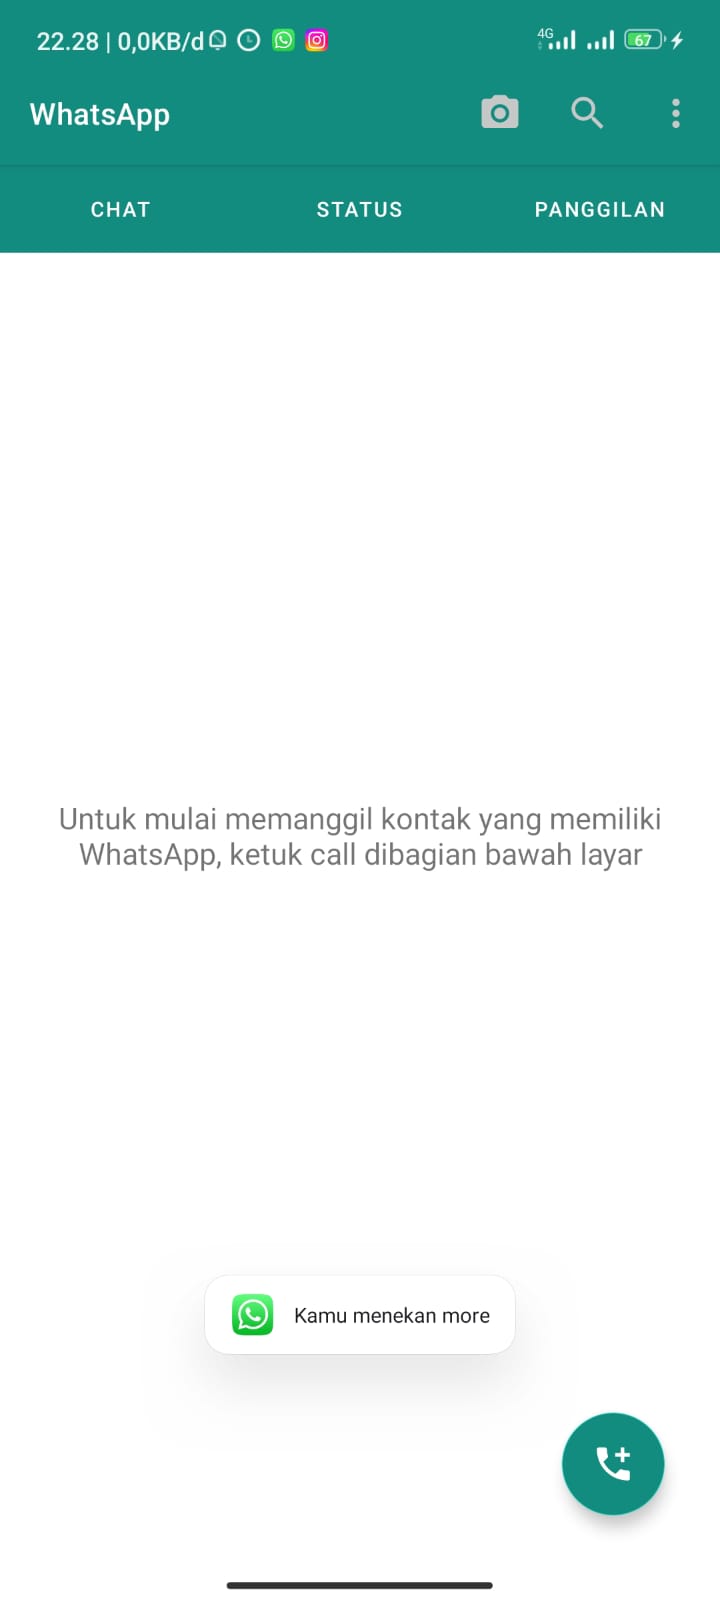 22.28 | 0,0KB/d 4G 67
WhatsApp
CHAT STATUS PANGGILAN
Untuk mulai memanggil kontak yang memiliki
WhatsApp, ketuk call dibagian bawah layar
Kamu menekan more